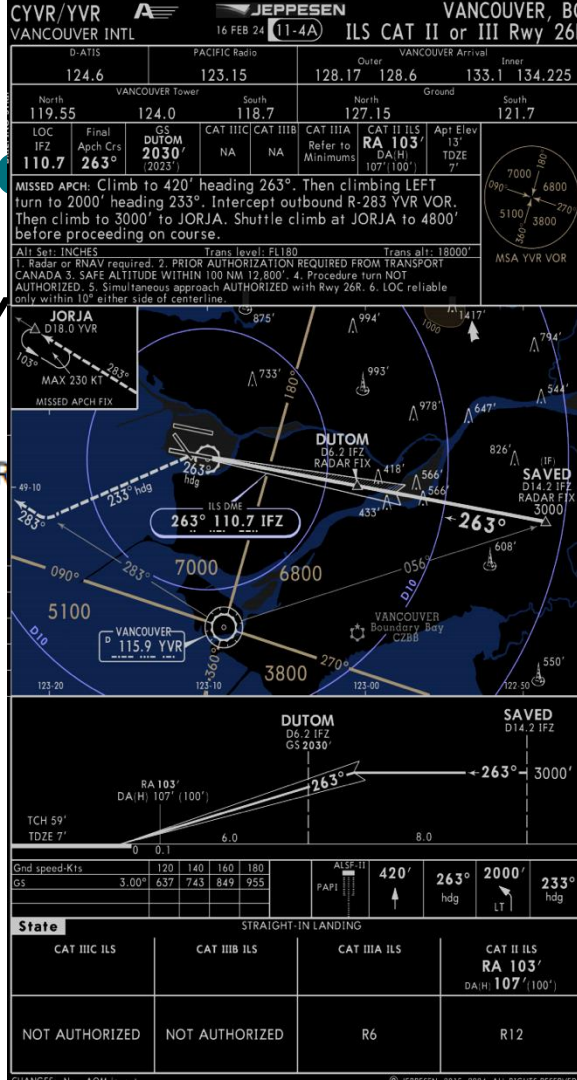 CYVR/YVR
VANCOUVER INTL
JEPPESEN
16 FEB 24 11-4A
VANCOUVER, BC
ILS CAT II or III Rwy 26
D-ATIS
124.6
PACIFIC Radio
123.15
VANCOUVER Arrival
Outer Inner
128.17 128.6 133.1 134.225
VANCOUVER Tower
North South
119.55 124.0 118.7
Ground
North South
127.15 121.7
LOC
IFZ
110.7
Final
Apch Crs
263°
GS
DUTOM
2030'
(2023')
CAT IIIC
NA
CAT IIIB
NA
CAT IIIA
Refer to
Minimums
CAT II ILS
RA 103'
DA(H)
107'(100')
Apt Elev
13'
TDZE
7'
MISSED APCH: Climb to 420' heading 263°. Then climbing LEFT
turn to 2000' heading 233°. Intercept outbound R-283 YVR VOR.
Then climb to 3000' to JORJA. Shuttle climb at JORJA to 4800'
before proceeding on course.
Alt Set: INCHES Trans level: FL180 Trans alt: 18000'
1. Radar or RNAV required. 2. PRIOR AUTHORIZATION REQUIRED FROM TRANSPORT
CANADA 3. SAFE ALTITUDE WITHIN 100 NM 12,800'. 4. Procedure turn NOT
AUTHORIZED. 5. Simultaneous approach AUTHORIZED with Rwy 26R. 6. LOC reliable
only within 10° either side of centerline.
180°
7000
090°
6800
270°
5100
3800
360°
MSA YVR VOR
JORJA
D18.0 YVR
103°
283°
MAX 230 KT
MISSED APCH FIX
875'
994'
1000
1417'
794'
733'
993'
544'
978'
647'
180°
DUTOM
D6.2 IFZ
RADAR FIX
826'
(IF)
SAVED
D14.2 IFZ
RADAR FIX
3000
263°
hdg
418'
566'
566'
433'
49-10
233° hdg
ILS DME
263° 110.7 IFZ
263°
283°
608'
283°
7000
6800
056°
090°
D10
5100
VANCOUVER
Boundary Bay
CZBB
VANCOUVER
D 115.9 YVR
D10
360°
270°
3800
550'
123-20
123-10
123-00
122-50
DUTOM
D6.2 IFZ
GS 2030'
SAVED
D14.2 IFZ
263°
263°
3000'
RA 103'
DA(H) 107' (100')
TCH 59'
TDZE 7'
6.0
8.0
0 0.1
Gnd speed-Kts 120 140 160 180
GS 3.00° 637 743 849 955
ALSF-II
PAPI
420'
263°
hdg
2000'
LT
233°
hdg
State
STRAIGHT-IN LANDING
CAT IIIC ILS
CAT IIIB ILS
CAT IIIA ILS
CAT II ILS
RA 103'
DA(H) 107'(100')
NOT AUTHORIZED
NOT AUTHORIZED
R6
R12